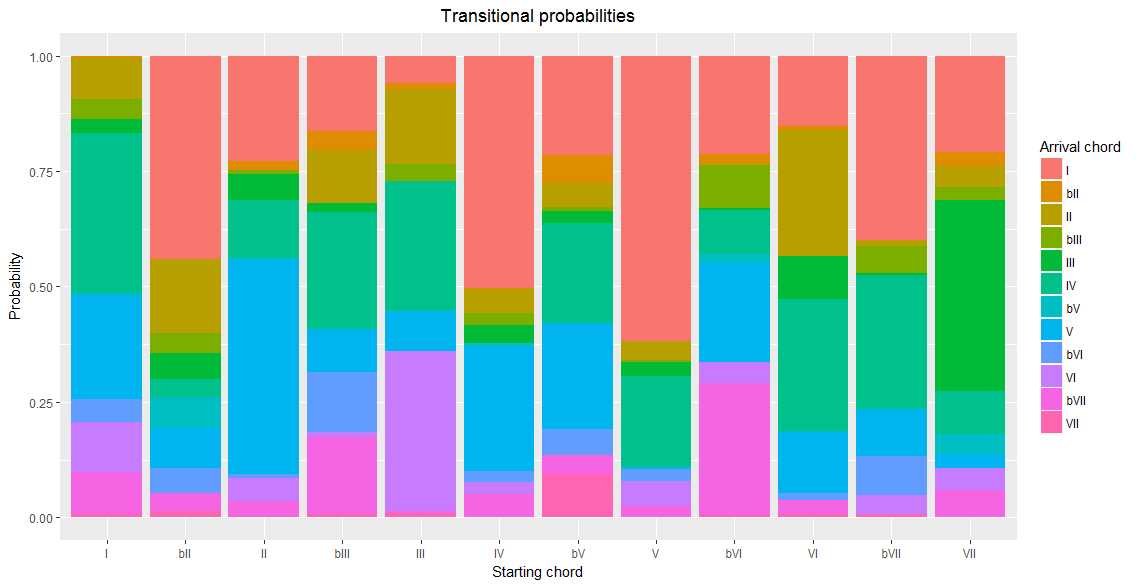 Transitional probabilities
Probability
1.00
0.75
0.50
0.25
0.00
I bII II bIII III IV bV V bVI VI bVII VII
Starting chord
Arrival chord
I
bII
II
bIII
III
IV
bV
V
bVI
VI
bVII
VII